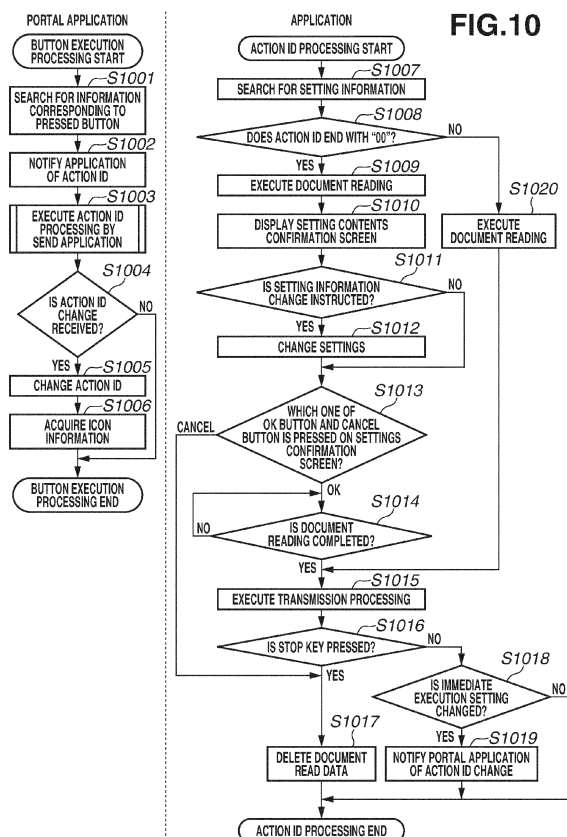 FIG.10
PORTAL APPLICATION
BUTTON EXECUTION
PROCESSING START
S1001
SEARCH FOR INFORMATION
CORRESPONDING TO
PRESSED BUTTON
S1002
NOTIFY APPLICATION
OF ACTION ID
S1003
EXECUTE ACTION ID
PROCESSING BY
SEND APPLICATION
S1004
IS ACTION ID
CHANGE
RECEIVED?
NO
YES
S1005
CHANGE ACTION ID
S1006
ACQUIRE ICON
INFORMATION
BUTTON EXECUTION
PROCESSING END
APPLICATION
ACTION ID PROCESSING START
S1007
SEARCH FOR SETTING INFORMATION
S1008
DOES ACTION ID END WITH “00”?
NO
YES
S1009
EXECUTE DOCUMENT READING
S1010
DISPLAY SETTING CONTENTS
CONFIRMATION SCREEN
S1020
EXECUTE
DOCUMENT READING
S1011
IS SETTING INFORMATION
CHANGE INSTRUCTED?
NO
YES
S1012
CHANGE SETTINGS
S1013
WHICH ONE OF
OK BUTTON AND CANCEL
BUTTON IS PRESSED ON SETTINGS
CONFIRMATION
SCREEN?
CANCEL
OK
S1014
IS DOCUMENT
READING COMPLETED?
NO
YES
S1015
EXECUTE TRANSMISSION PROCESSING
S1016
IS STOP KEY PRESSED?
NO
YES
S1018
IS IMMEDIATE
EXECUTION SETTING
CHANGED?
NO
YES
S1017
DELETE DOCUMENT
READ DATA
S1019
NOTIFY PORTAL APPLICATION
OF ACTION ID CHANGE
ACTION ID PROCESSING END